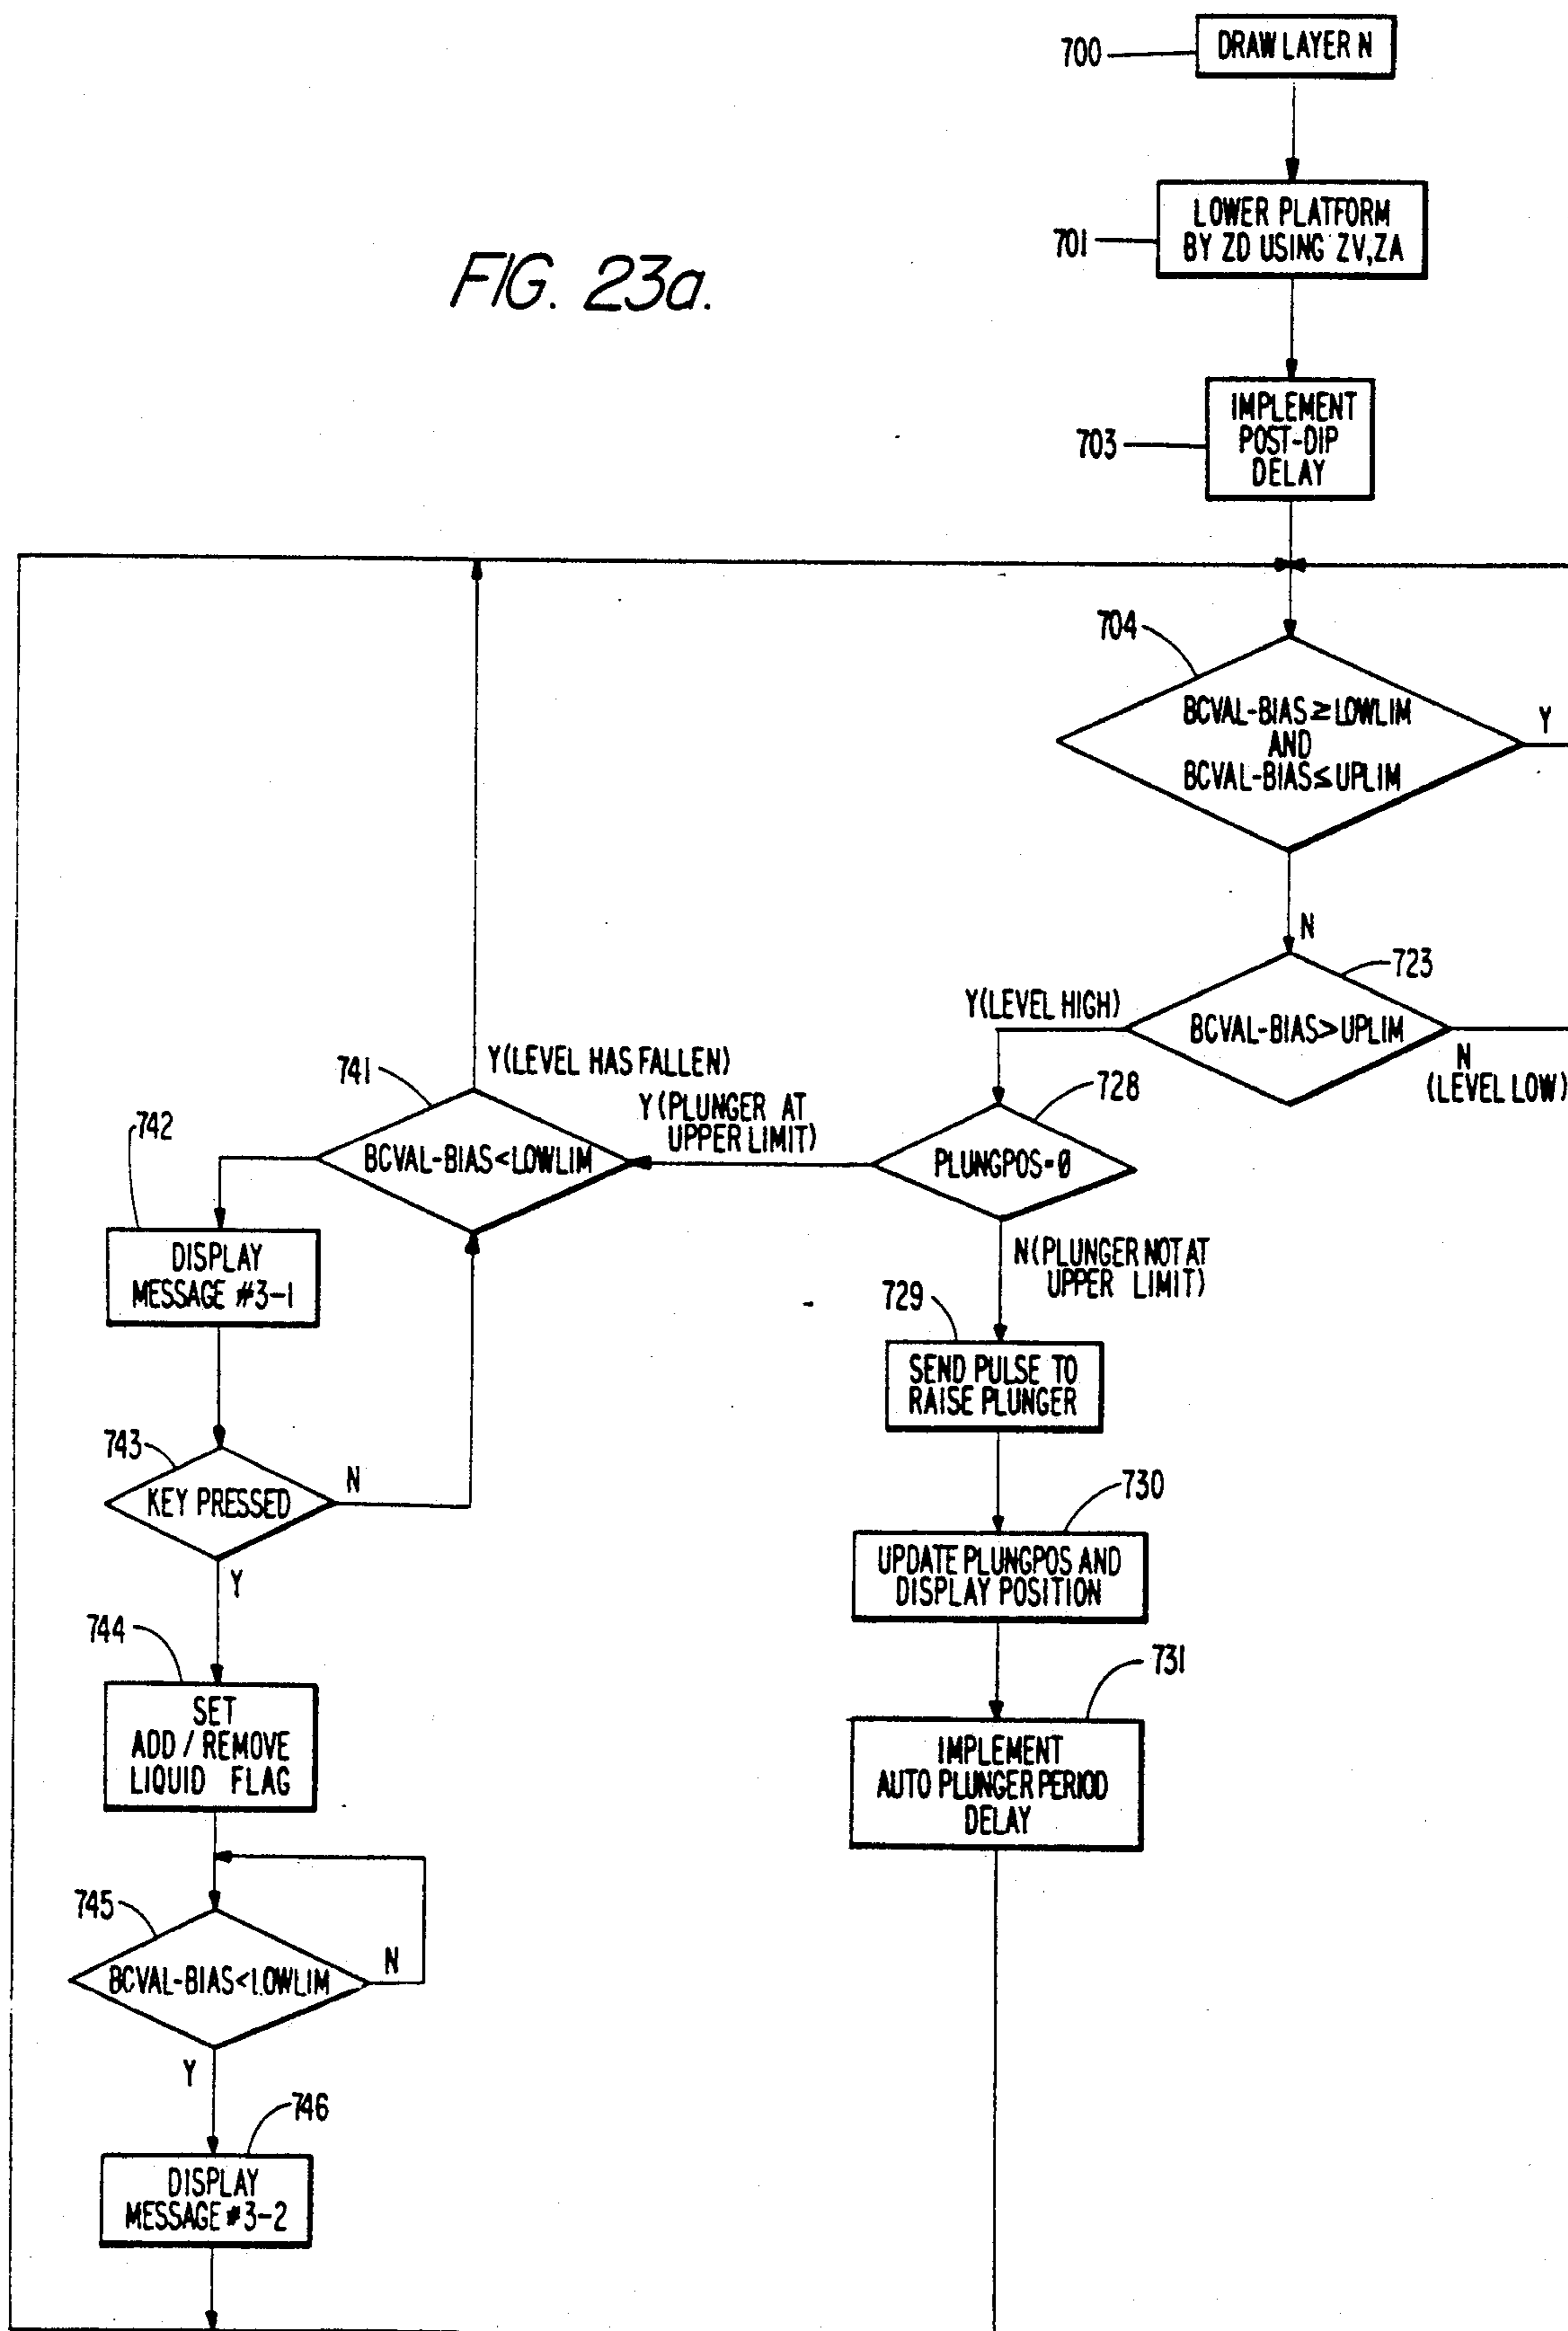 700
DRAW LAYER N
701
LOWER PLATFORM
BY ZD USING ZV,ZA
FIG. 23a.
703
IMPLEMENT
POST-DIP
DELAY
704
BCVAL-BIAS≥LOWLIM
AND
BCVAL-BIAS≤UPLIM
Y
N
723
Y(LEVEL HIGH)
BCVAL-BIAS>UPLIM
N
(LEVEL LOW)
741
Y(LEVEL HAS FALLEN)
Y(PLUNGER AT
UPPER LIMIT)
728
742
BCVAL-BIAS<LOWLIM
PLUNGPOS=0
DISPLAY
MESSAGE #3-1
N(PLUNGER NOT AT
UPPER LIMIT)
729
SEND PULSE TO
RAISE PLUNGER
743
KEY PRESSED
N
Y
730
UPDATE PLUNGPOS AND
DISPLAY POSITION
744
SET
ADD / REMOVE
LIQUID FLAG
731
IMPLEMENT
AUTO PLUNGER PERIOD
DELAY
745
BCVAL-BIAS<LOWLIM
N
Y
746
DISPLAY
MESSAGE #3-2